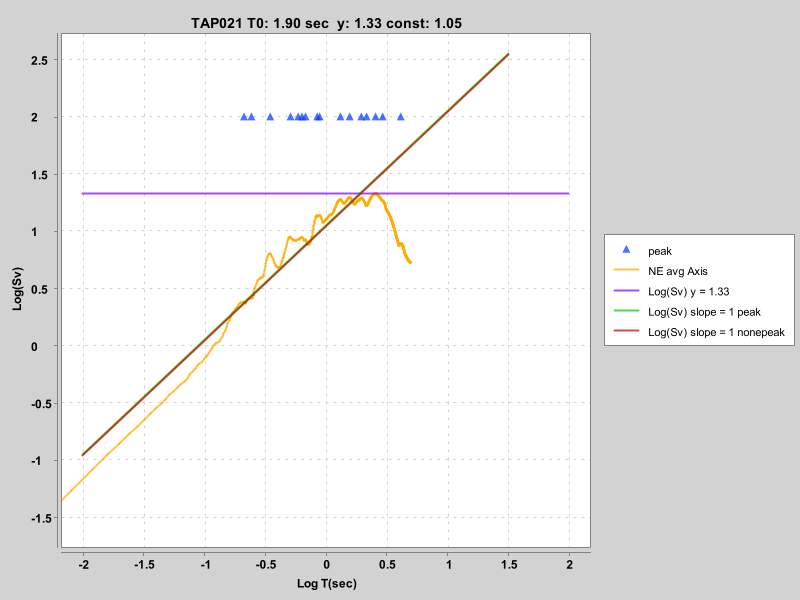 TAP021 T0: 1.90 sec  y: 1.33 const: 1.05
2.5
2
1.5
1
0.5
0
-0.5
-1
-1.5
Log(Sv)
-2
-1.5
-1
-0.5
0
0.5
1
1.5
2
Log T(sec)
peak
NE avg Axis
Log(Sv) y = 1.33
Log(Sv) slope = 1 peak
Log(Sv) slope = 1 nonepeak